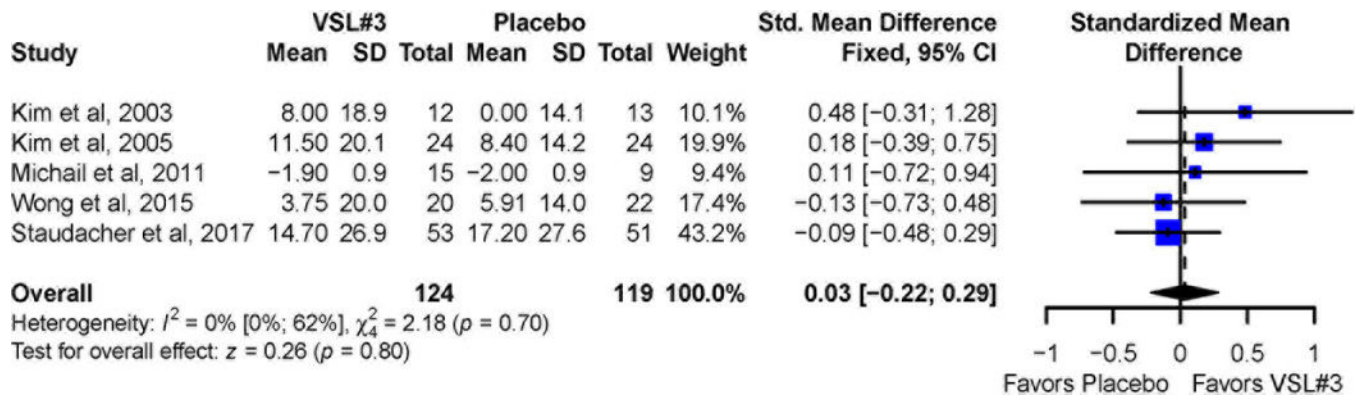 VSL#3 Placebo Std. Mean Difference Standardized Mean
Study Mean SD Total Mean SD Total Weight Fixed, 95% CI Difference
Kim et al, 2003 8.00 18.9 12 0.00 14.1 13 10.1% 0.48 [−0.31; 1.28]
Kim et al, 2005 11.50 20.1 24 8.40 14.2 24 19.9% 0.18 [−0.39; 0.75]
Michail et al, 2011 −1.90 0.9 15 −2.00 0.9 9 9.4% 0.11 [−0.72; 0.94]
Wong et al, 2015 3.75 20.0 20 5.91 14.0 22 17.4% −0.13 [−0.73; 0.48]
Staudacher et al, 2017 14.70 26.9 53 17.20 27.6 51 43.2% −0.09 [−0.48; 0.29]
Overall 124 119 100.0% 0.03 [−0.22; 0.29]
Heterogeneity: I² = 0% [0%; 62%], χ²₄ = 2.18 (p = 0.70)
Test for overall effect: z = 0.26 (p = 0.80)
−1 −0.5 0 0.5 1
Favors Placebo Favors VSL#3